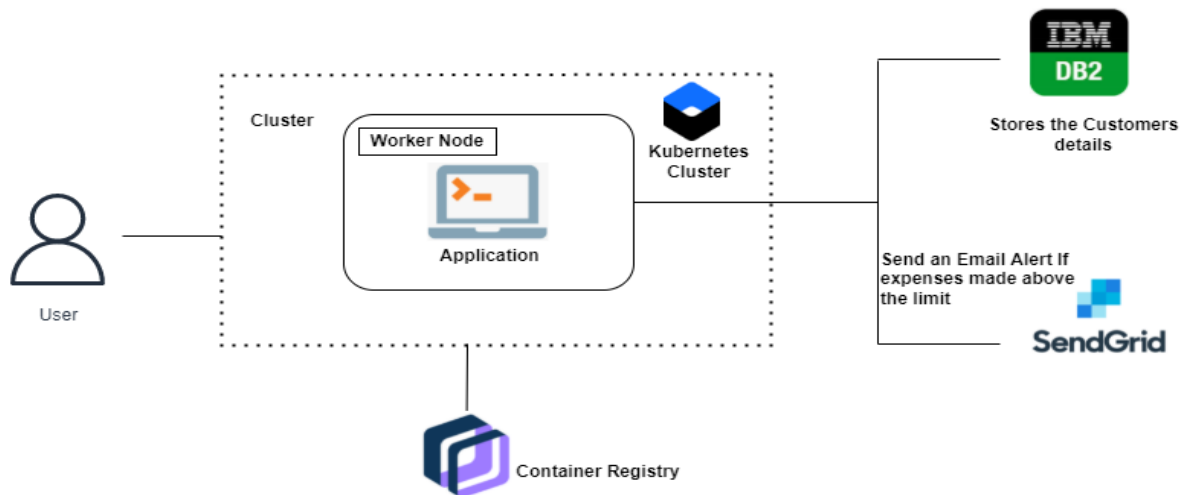 IBM
DB2
Stores the Customers
details
Cluster
Worker Node
Kubernetes
Cluster
Application
User
Send an Email Alert If
expenses made above
the limit
SendGrid
Container Registry